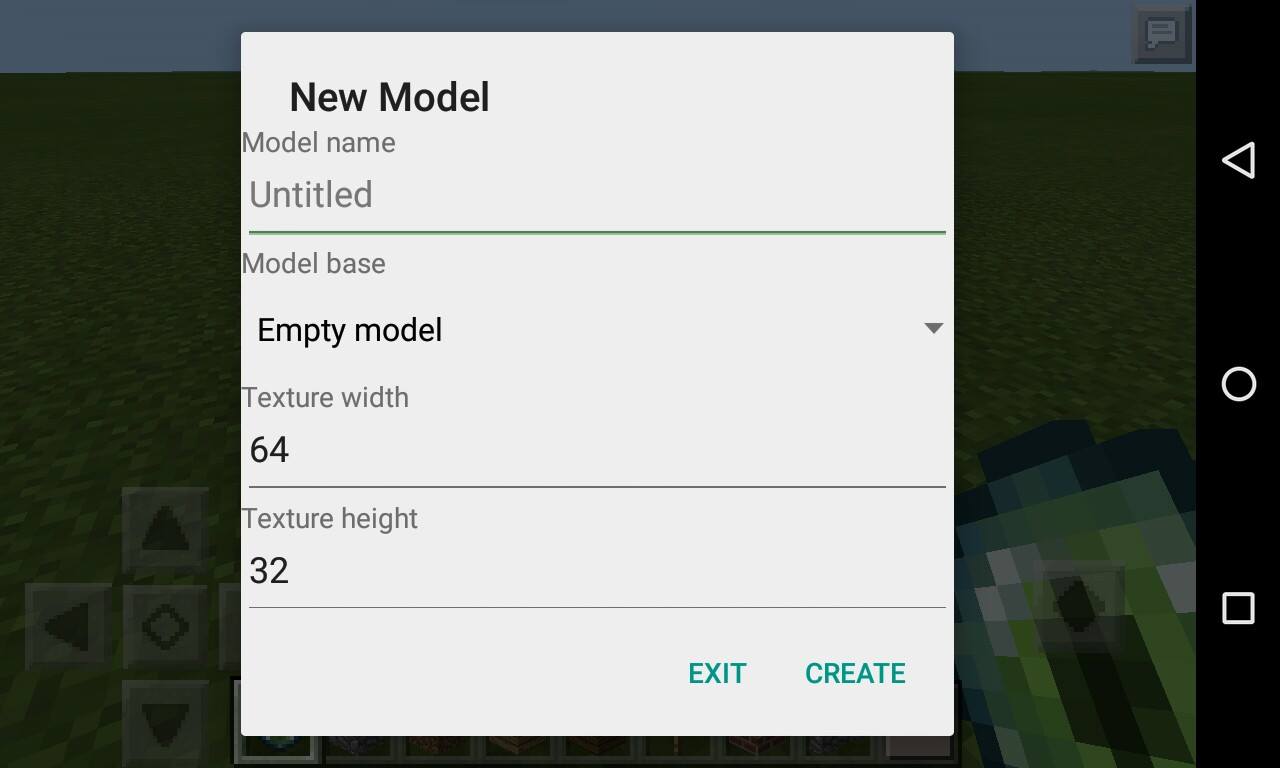 New Model
Model name
Untitled
Model base
Empty model
Texture width
64
Texture height
32
EXIT CREATE